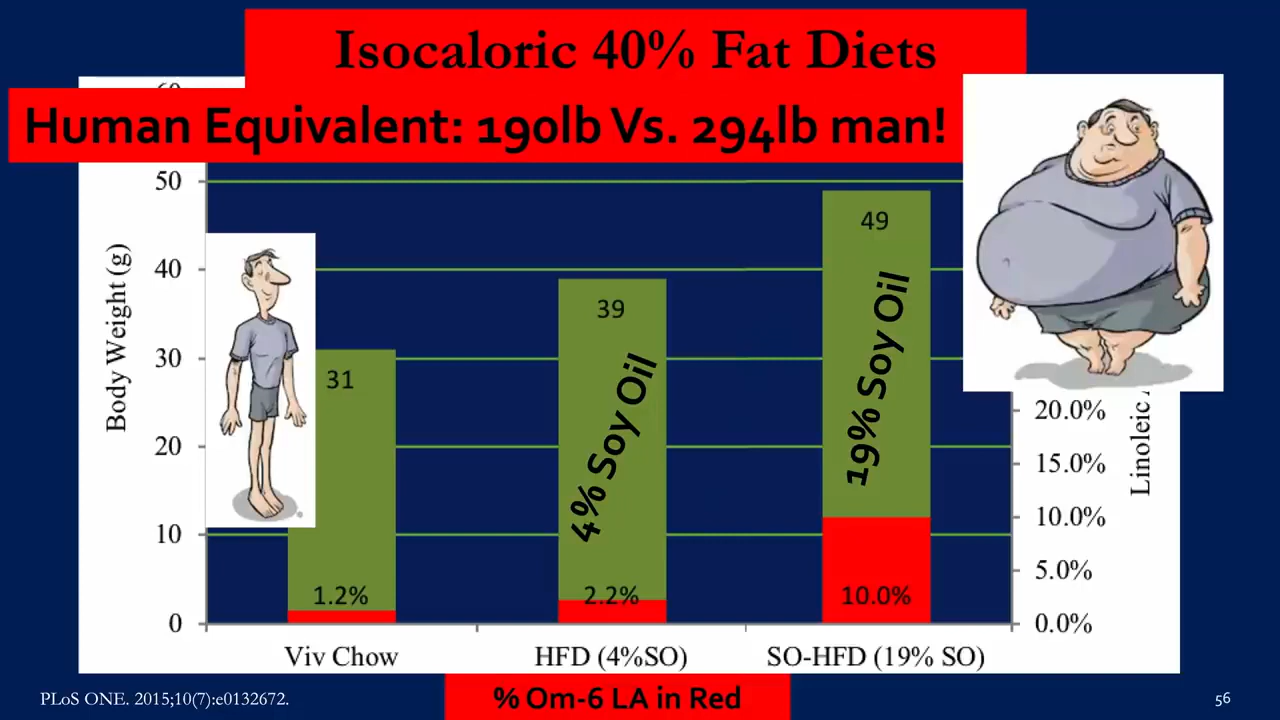 Isocaloric 40% Fat Diets
Human Equivalent: 190lb Vs. 294lb man!
50
40
30
20
10
0
Body Weight (g)
31
1.2%
39
4% Soy Oil
2.2%
49
19% Soy Oil
10.0%
20.0%
15.0%
10.0%
5.0%
0.0%
Linoleic
Viv Chow
HFD (4%SO)
SO-HFD (19% SO)
% Om-6 LA in Red
PLoS ONE. 2015;10(7):e0132672.
56